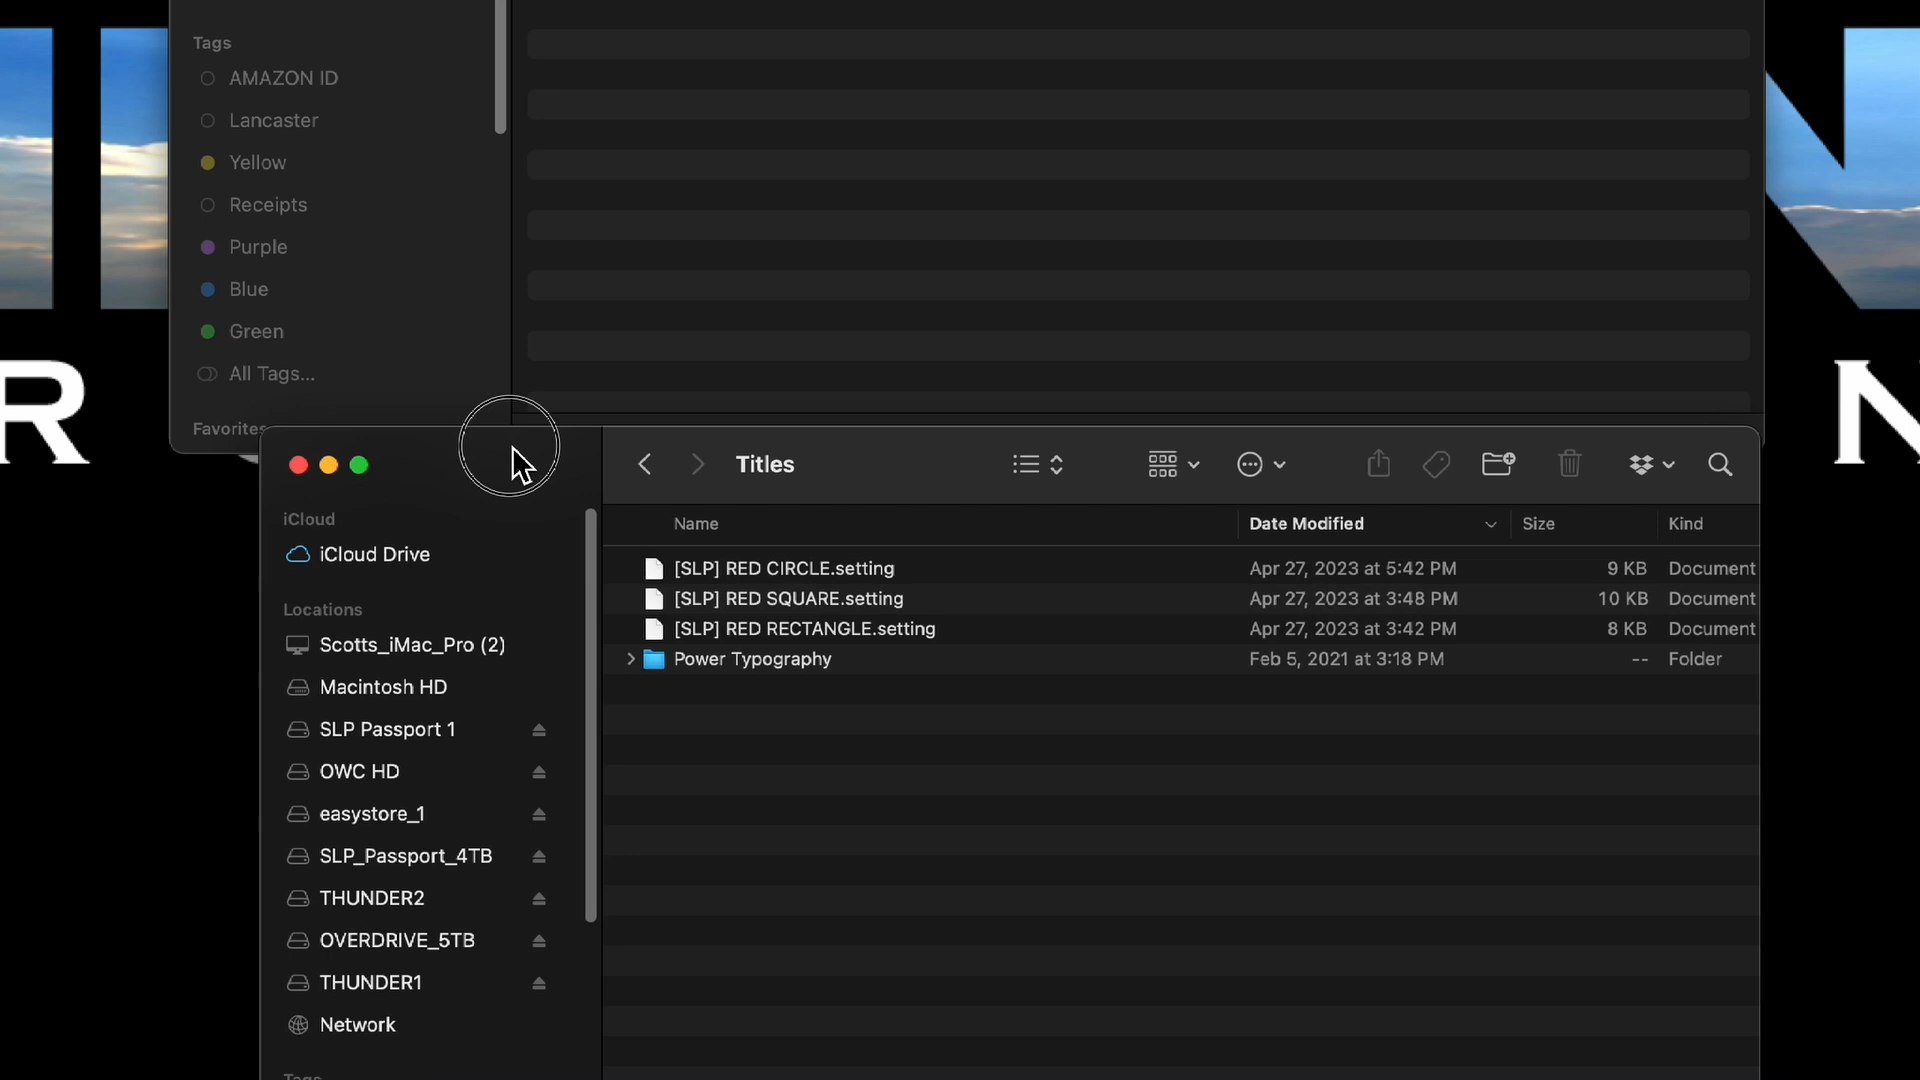 Tags
AMAZON ID
Lancaster
Yellow
Receipts
Purple
Blue
Green
All Tags...
Favorites
R
N
Titles
iCloud
iCloud Drive
Locations
Scotts_iMac_Pro (2)
Macintosh HD
SLP Passport 1
OWC HD
easystore_1
SLP_Passport_4TB
THUNDER2
OVERDRIVE_5TB
THUNDER1
Network
Tags
Name Date Modified Size Kind
[SLP] RED CIRCLE.setting Apr 27, 2023 at 5:42 PM 9 KB Document
[SLP] RED SQUARE.setting Apr 27, 2023 at 3:48 PM 10 KB Document
[SLP] RED RECTANGLE.setting Apr 27, 2023 at 3:42 PM 8 KB Document
Power Typography Feb 5, 2021 at 3:18 PM -- Folder